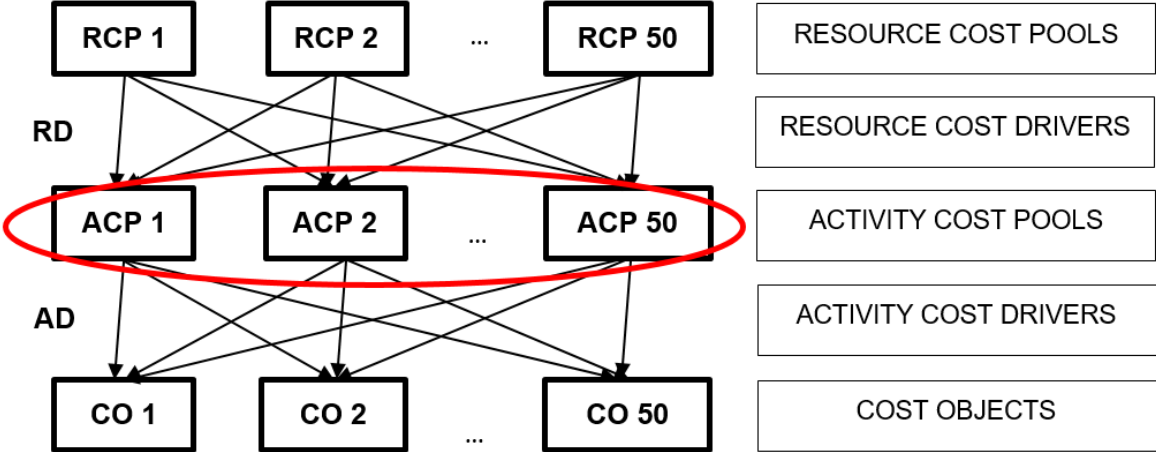 RCP 1
RCP 2
...
RCP 50
RESOURCE COST POOLS
RD
RESOURCE COST DRIVERS
ACP 1
ACP 2
...
ACP 50
ACTIVITY COST POOLS
AD
ACTIVITY COST DRIVERS
CO 1
CO 2
...
CO 50
COST OBJECTS